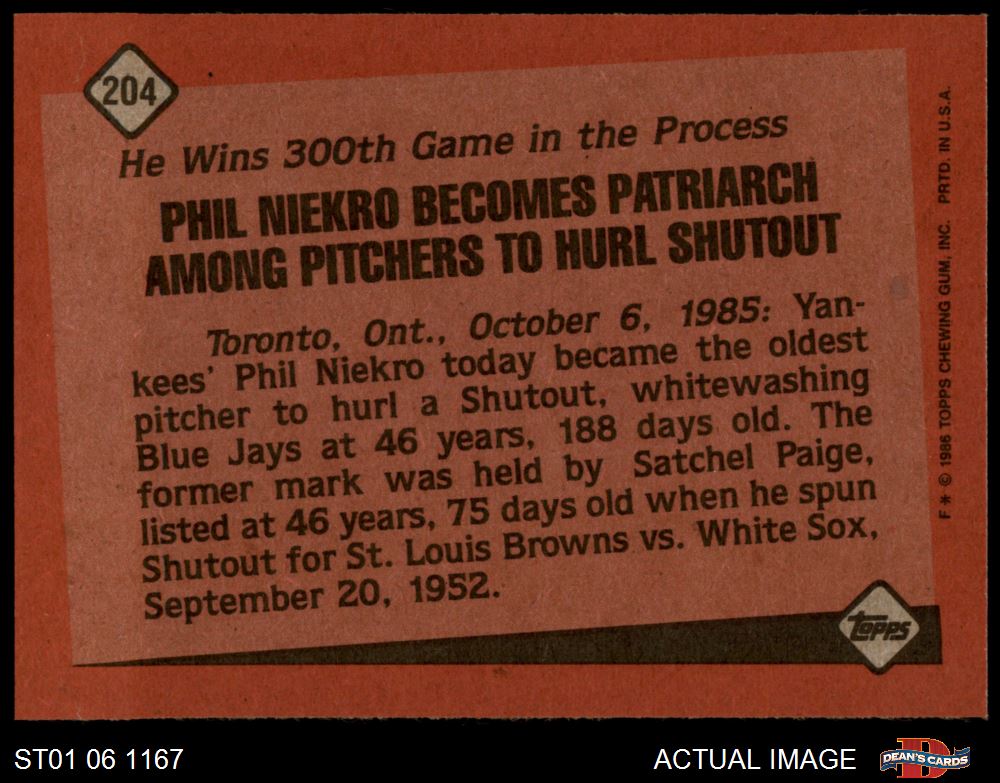 204
He Wins 300th Game in the Process
PHIL NIEKRO BECOMES PATRIARCH
AMONG PITCHERS TO HURL SHUTOUT
Toronto, Ont., October 6, 1985: Yan-
kees' Phil Niekro today became the oldest
pitcher to hurl a Shutout, whitewashing
Blue Jays at 46 years, 188 days old. The
former mark was held by Satchel Paige,
listed at 46 years, 75 days old when he spun
Shutout for St. Louis Browns vs. White Sox,
September 20, 1952.
topps
F * © 1986 TOPPS CHEWING GUM, INC. PRTD. IN U.S.A.
ST01 06 1167
ACTUAL IMAGE
D
DEAN'S CARDS